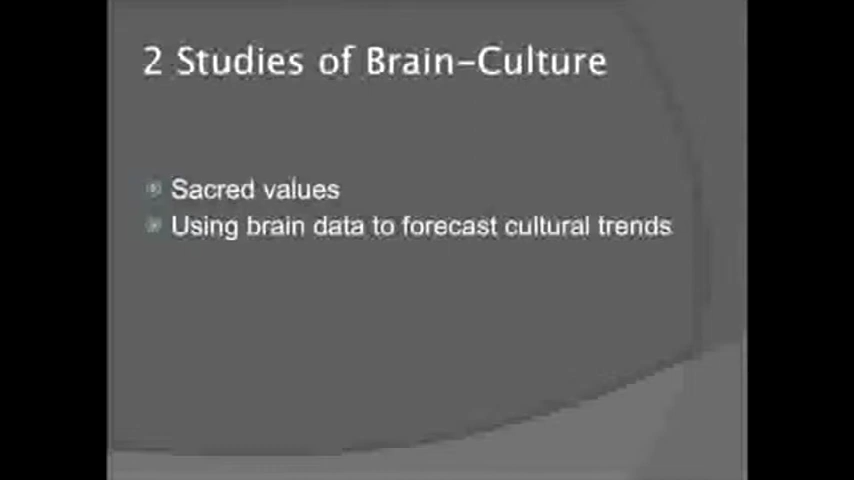 2 Studies of Brain-Culture
Sacred values
Using brain data to forecast cultural trends